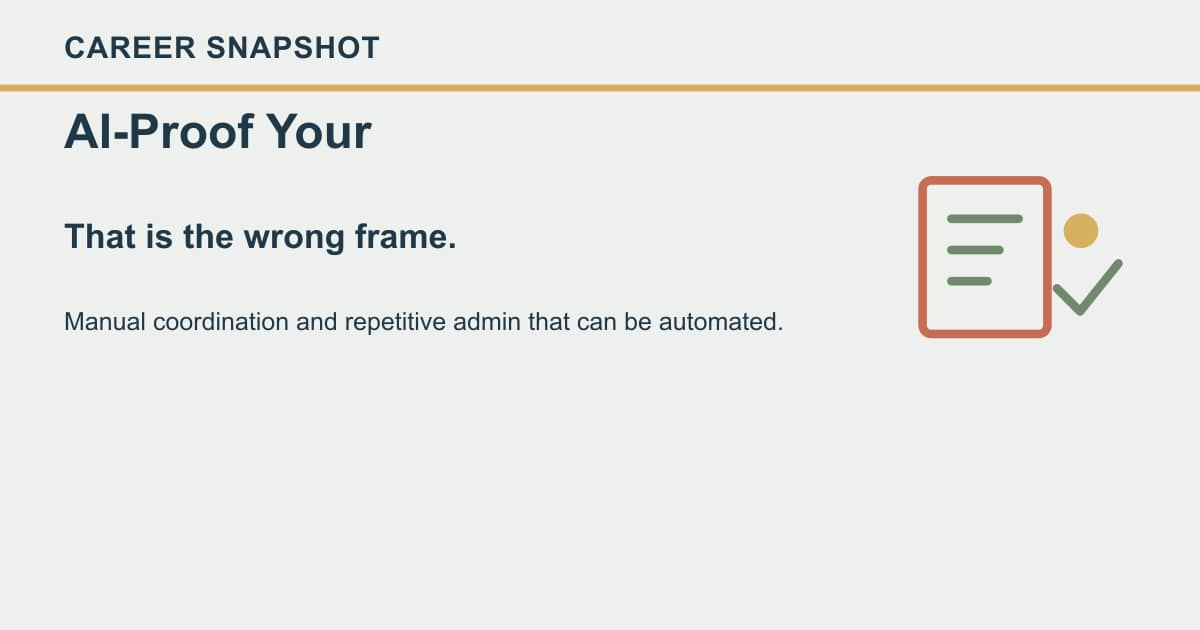 CAREER SNAPSHOT
AI-Proof Your
That is the wrong frame.
Manual coordination and repetitive admin that can be automated.